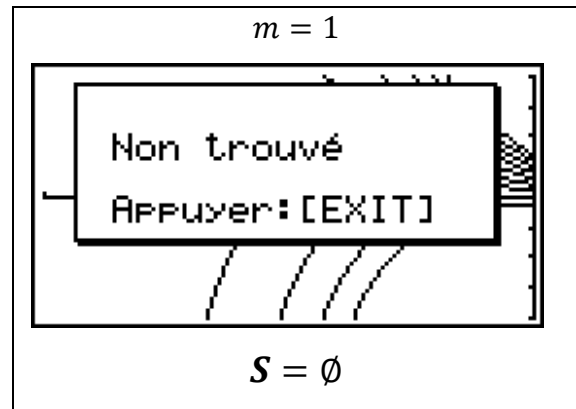 m = 1
Non trouvé
Appuyer:[EXIT]
S = ∅